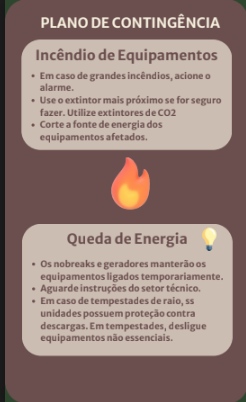 PLANO DE CONTINGÊNCIA
Incêndio de Equipamentos
• Em caso de grandes incêndios, acione o
alarme.
• Use o extintor mais próximo se for seguro
fazer. Utilize extintores de CO2
• Corte a fonte de energia dos
equipamentos afetados.
Queda de Energia
• Os nobreaks e geradores manterão os
equipamentos ligados temporariamente.
• Aguarde instruções do setor técnico.
• Em caso de tempestades de raio, ss
unidades possuem proteção contra
descargas. Em tempestades, desligue
equipamentos não essenciais.